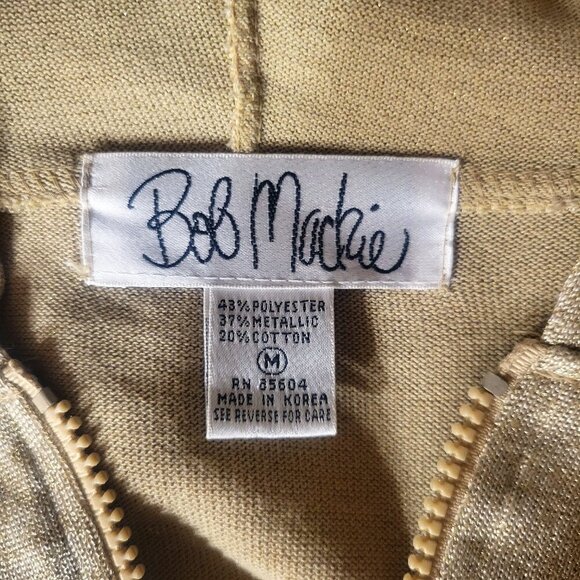 Bob Mackie
43% POLYESTER
37% METALLIC
20% COTTON
M
RN 85604
MADE IN KOREA
SEE REVERSE FOR CARE